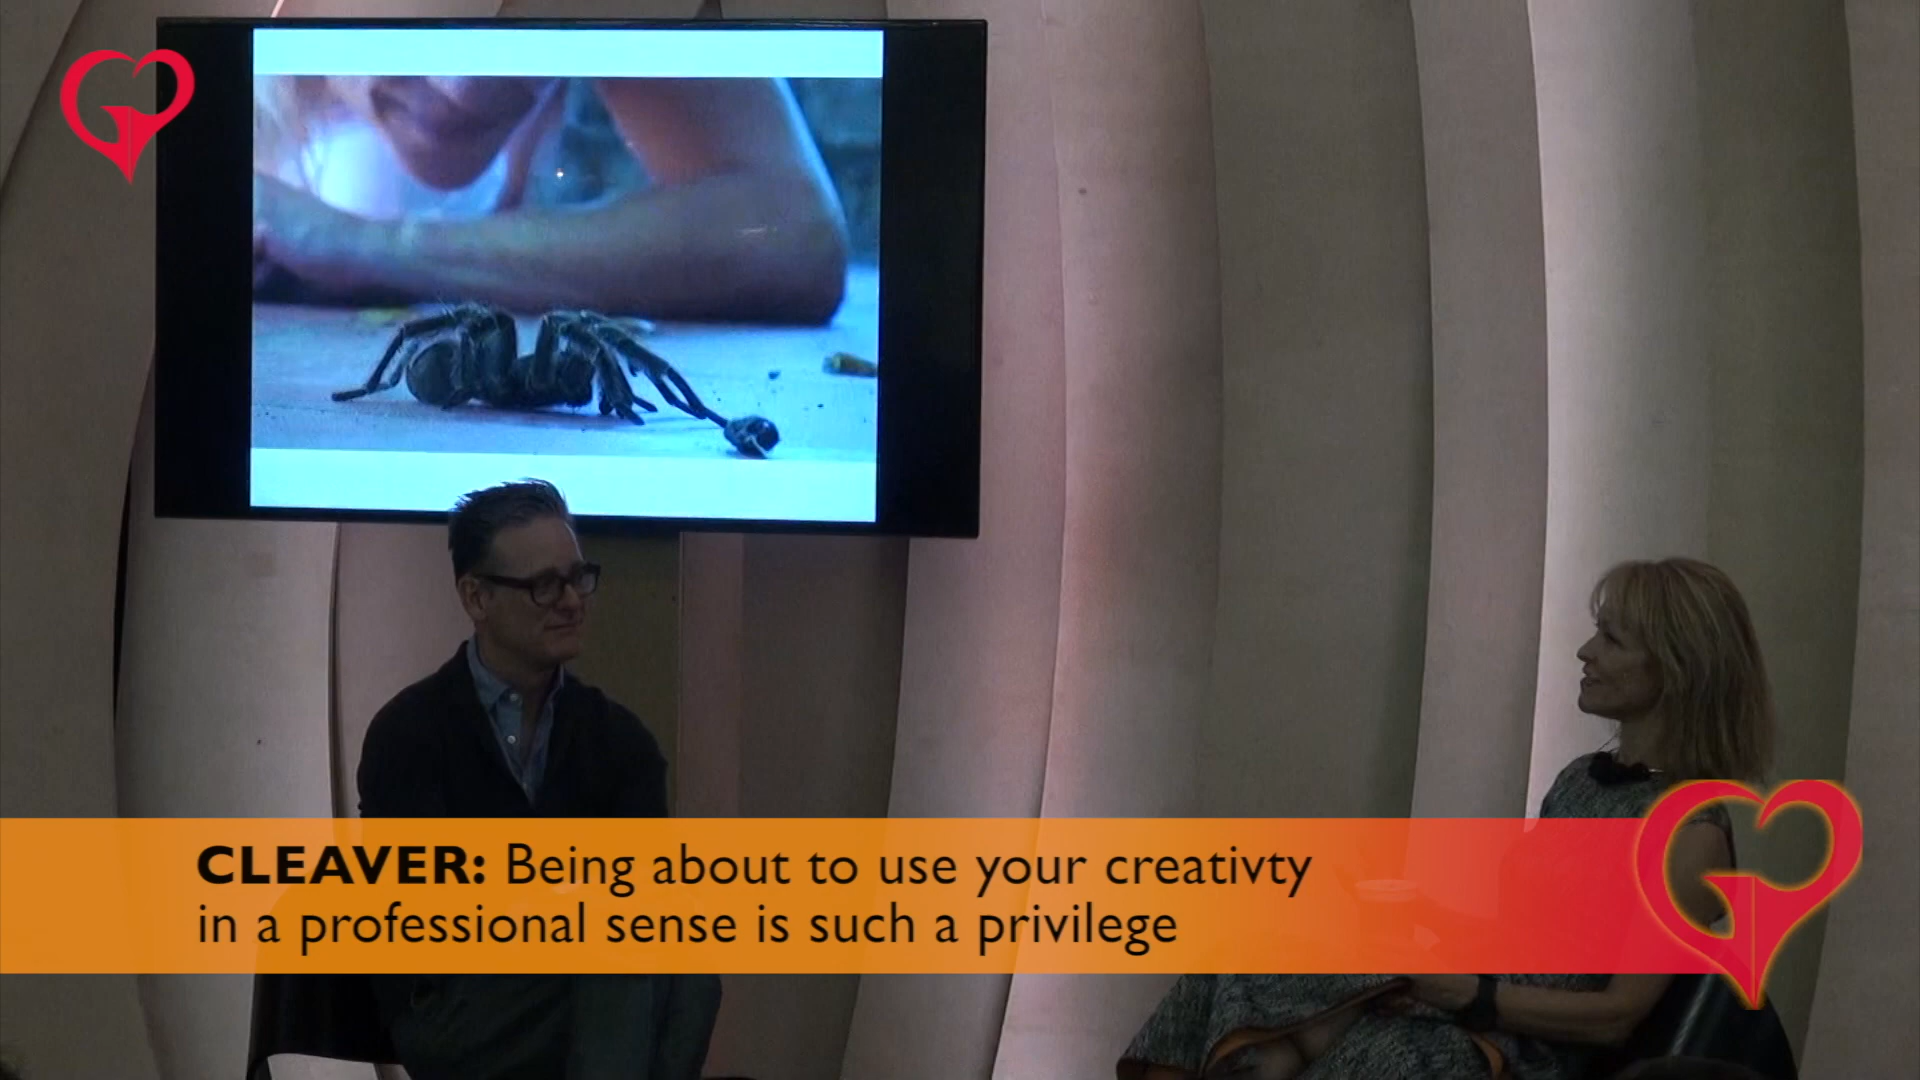 CLEAVER: Being about to use your creativty
in a professional sense is such a privilege